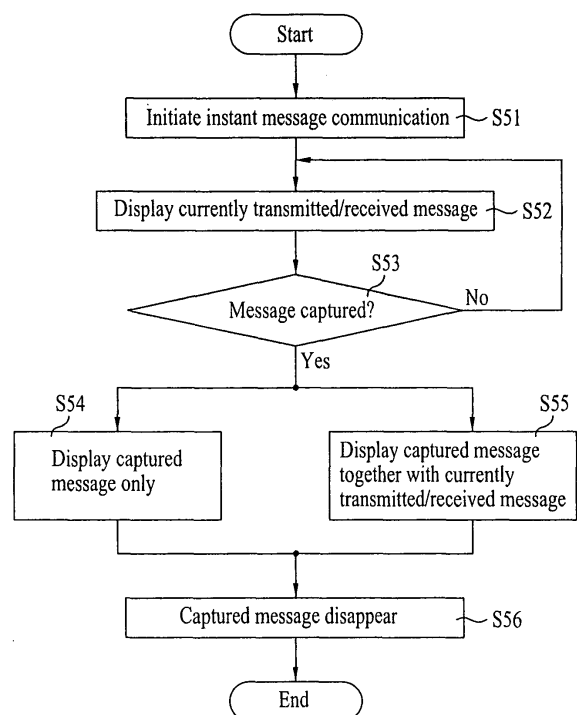 Start
Initiate instant message communication
S51
Display currently transmitted/received message
S52
S53
Message captured?
No
Yes
S54
Display captured
message only
S55
Display captured message
together with currently
transmitted/received message
Captured message disappear
S56
End